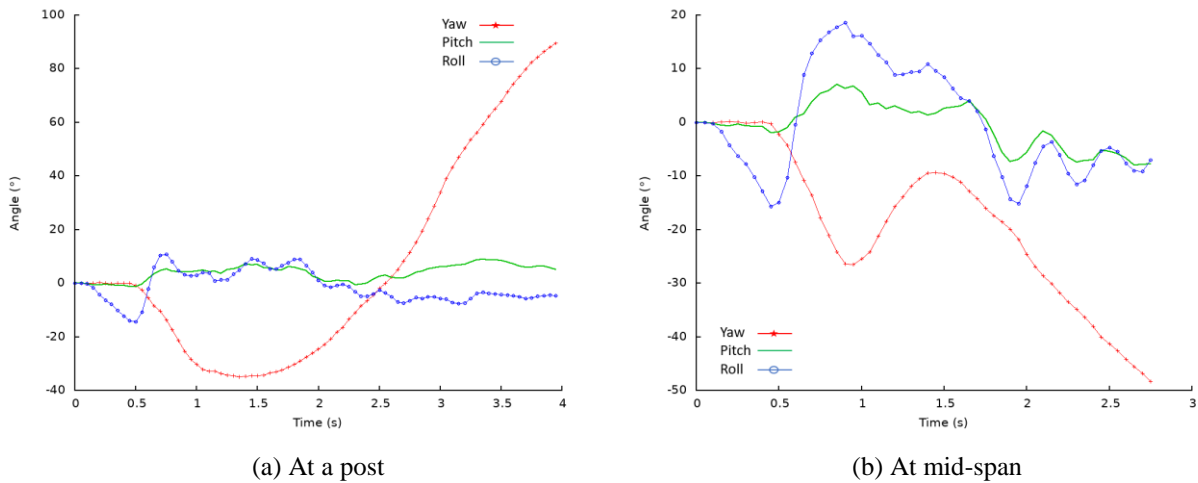 100
80
60
40
20
0
-20
-40
Angle (°)
0 0.5 1 1.5 2 2.5 3 3.5 4
Time (s)
Yaw
Pitch
Roll
(a) At a post
20
10
0
-10
-20
-30
-40
-50
Angle (°)
0 0.5 1 1.5 2 2.5 3
Time (s)
Yaw
Pitch
Roll
(b) At mid-span